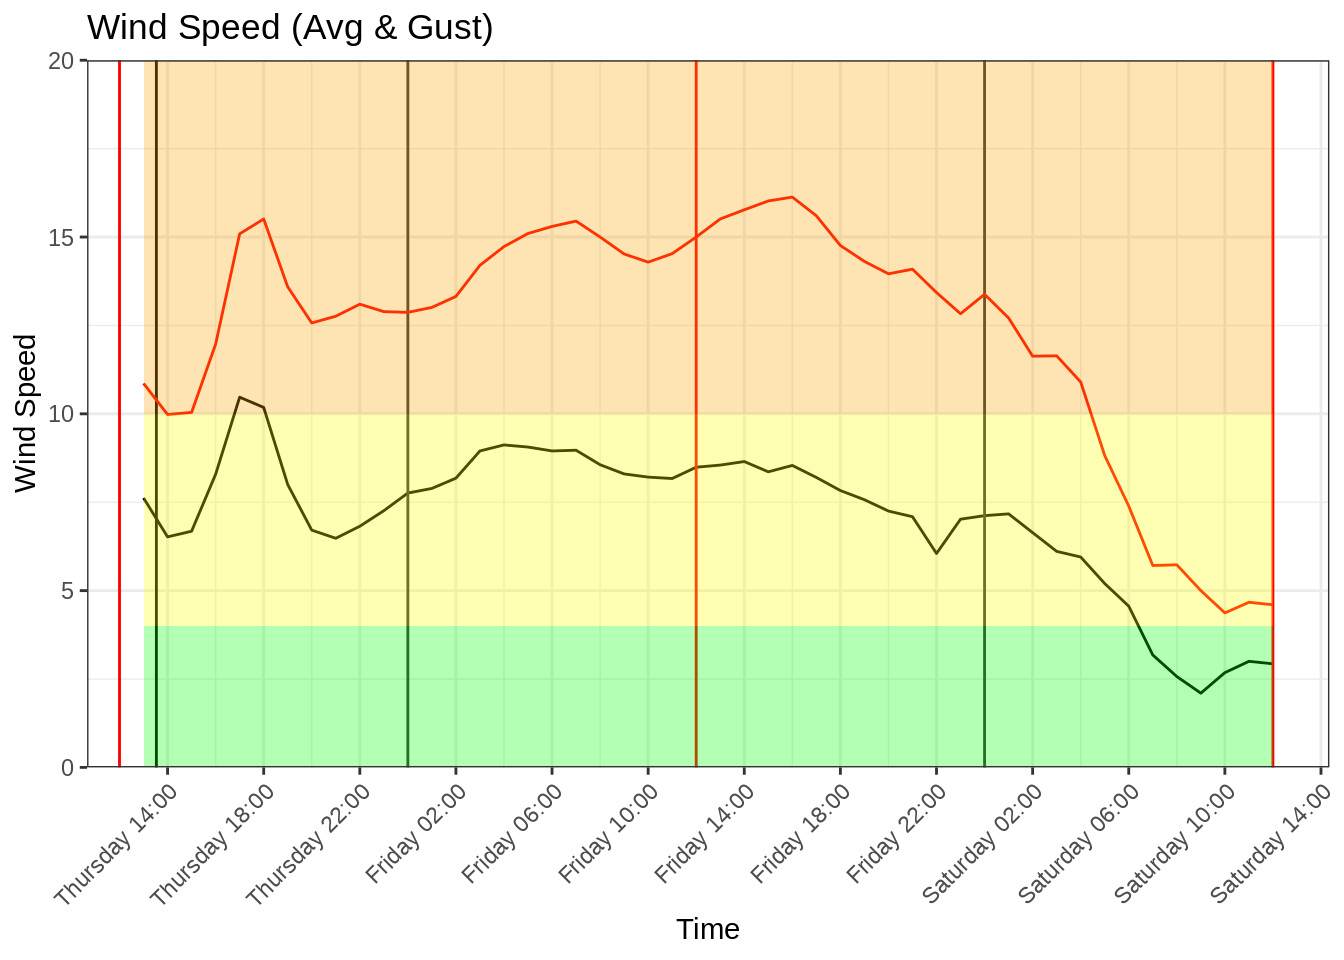 Wind Speed (Avg & Gust)
20
15
10
5
0
Wind Speed
Thursday 14:00
Thursday 18:00
Thursday 22:00
Friday 02:00
Friday 06:00
Friday 10:00
Friday 14:00
Friday 18:00
Friday 22:00
Saturday 02:00
Saturday 06:00
Saturday 10:00
Saturday 14:00
Time